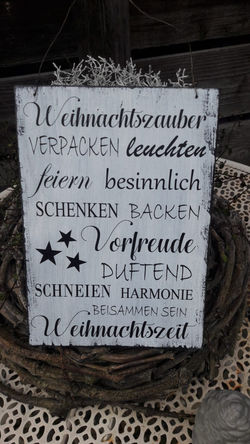 Weihnachtszauber
VERPACKEN leuchten
feiern besinnlich
SCHENKEN BACKEN
Vorfreude
DUFTEND
SCHNEIEN HARMONIE
BEISAMMEN SEIN
Weihnachtszeit